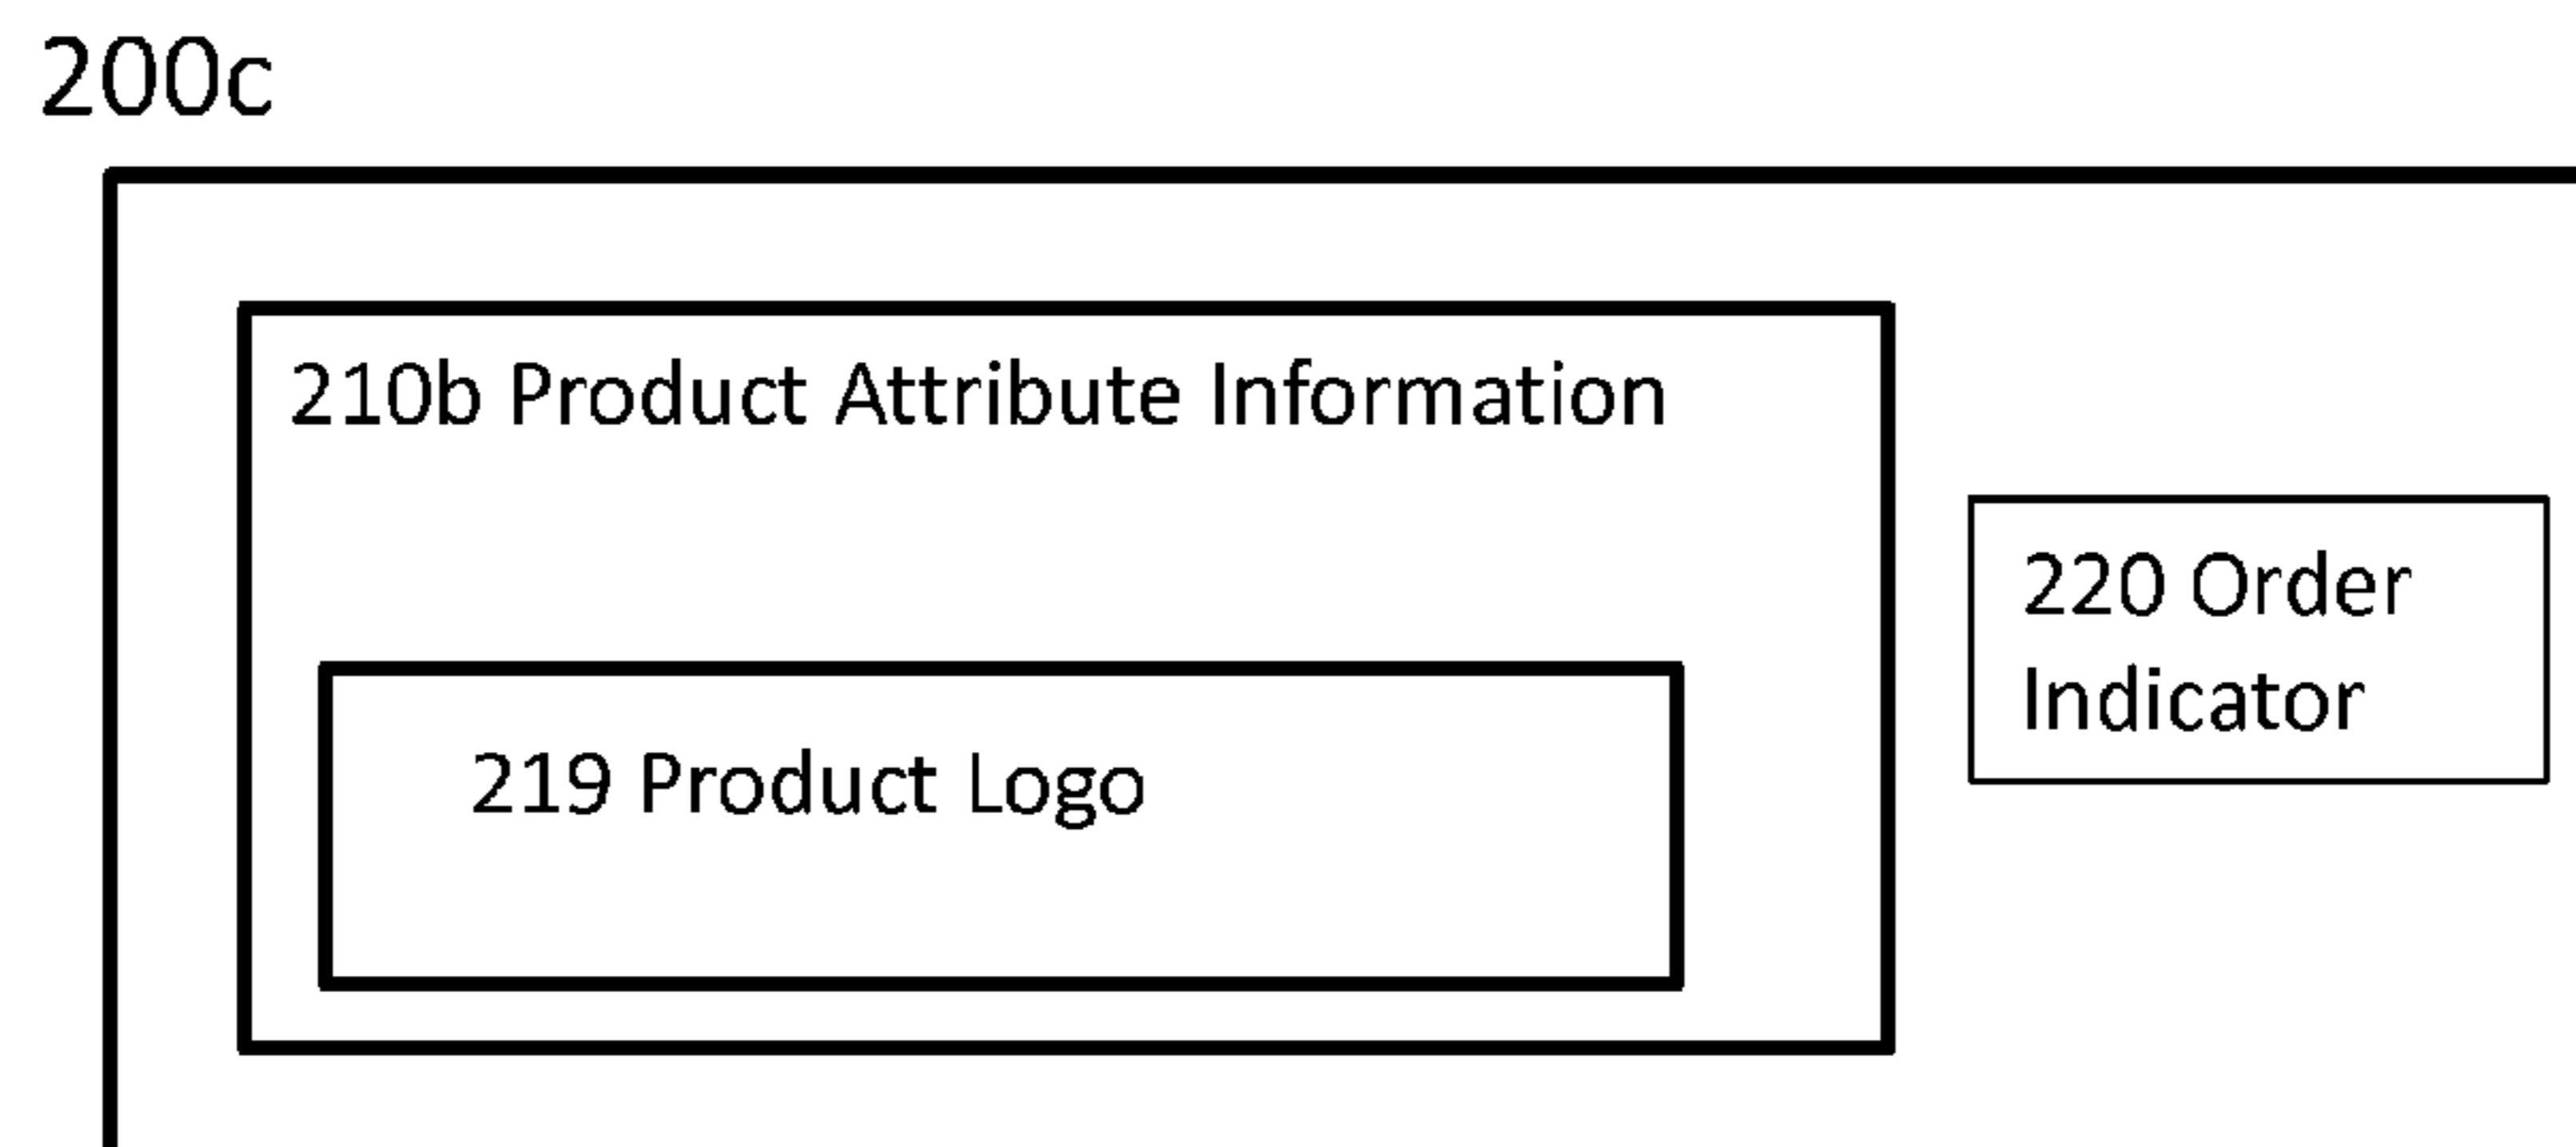 200c
210b Product Attribute Information
220 Order
Indicator
219 Product Logo